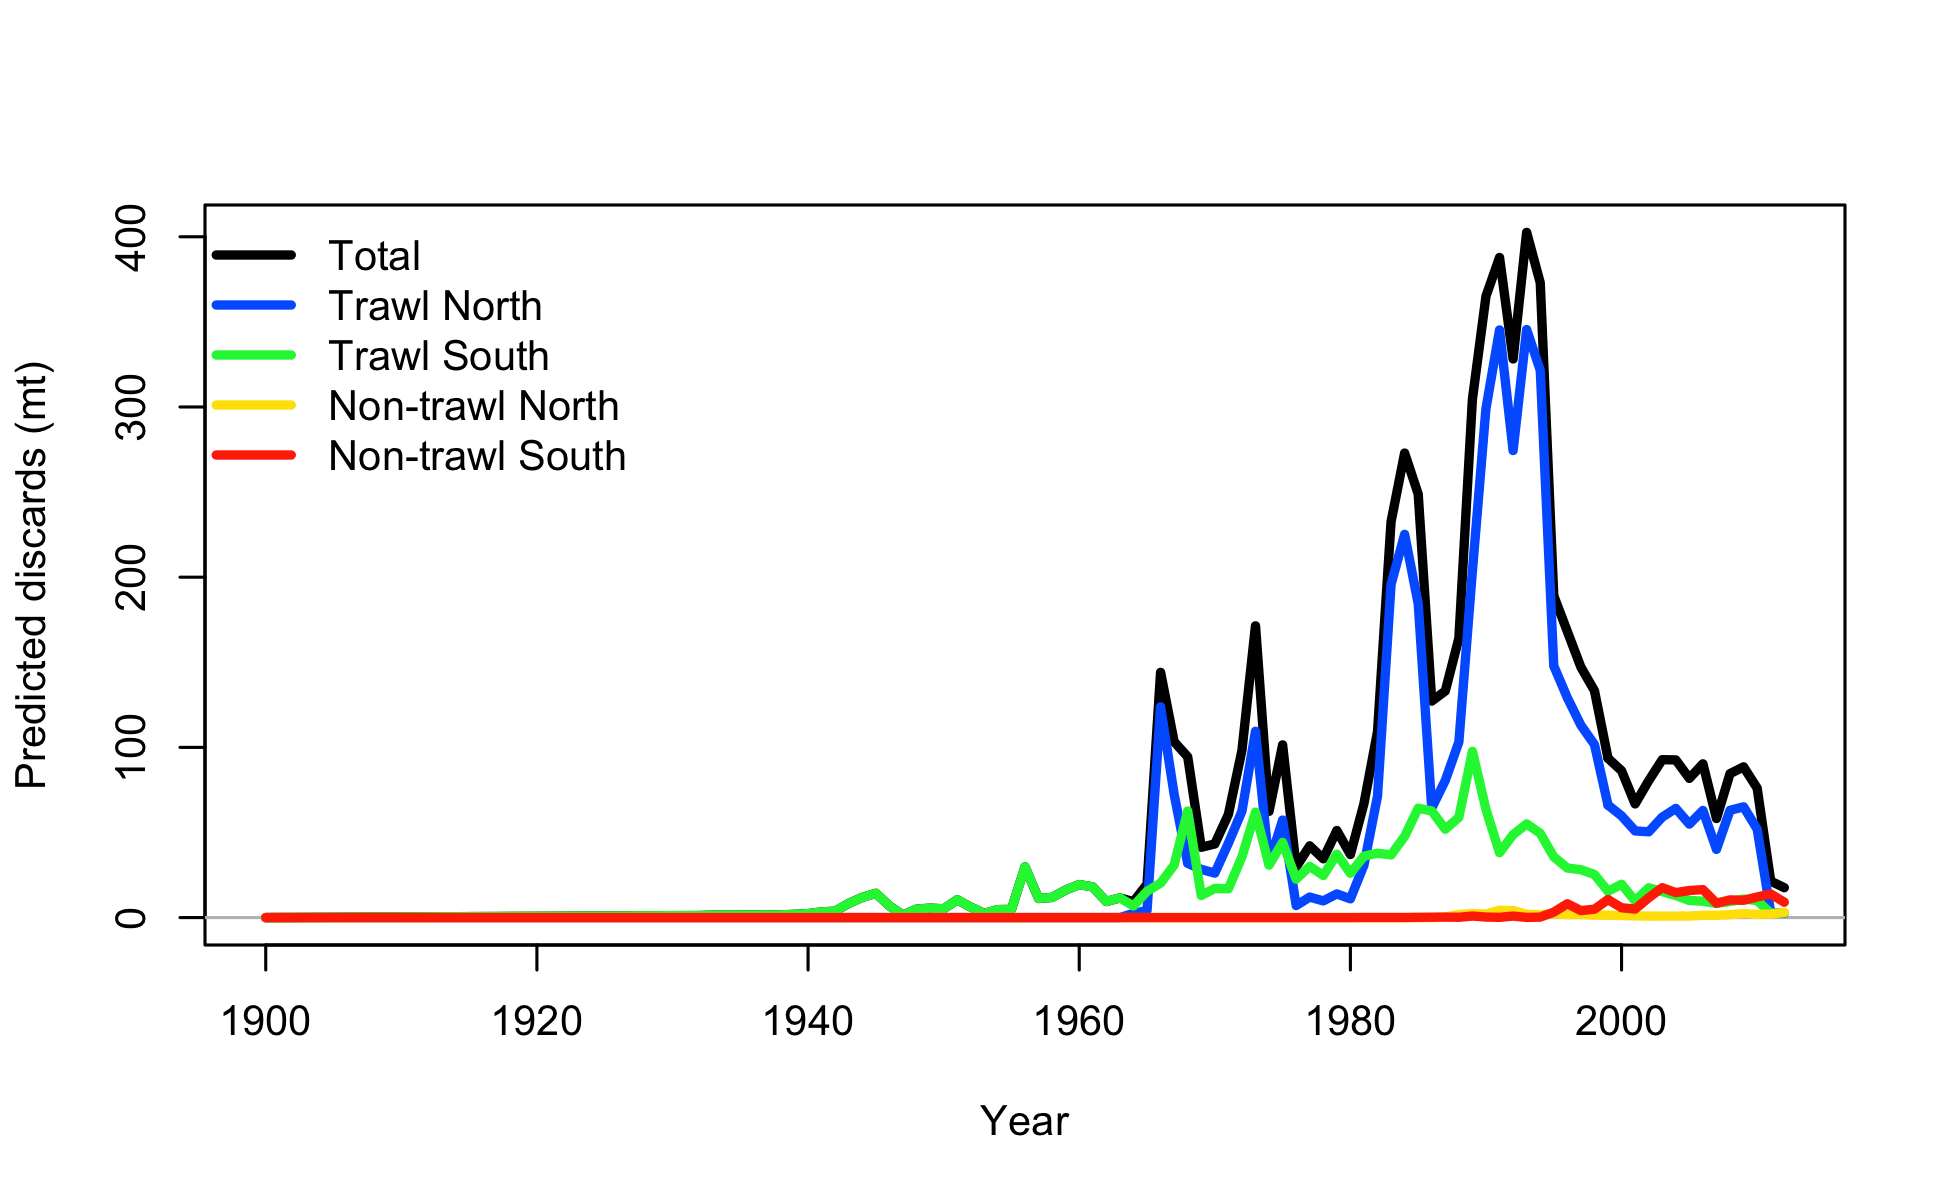 Total
Trawl North
Trawl South
Non-trawl North
Non-trawl South
400
300
200
100
0
Predicted discards (mt)
1900 1920 1940 1960 1980 2000
Year